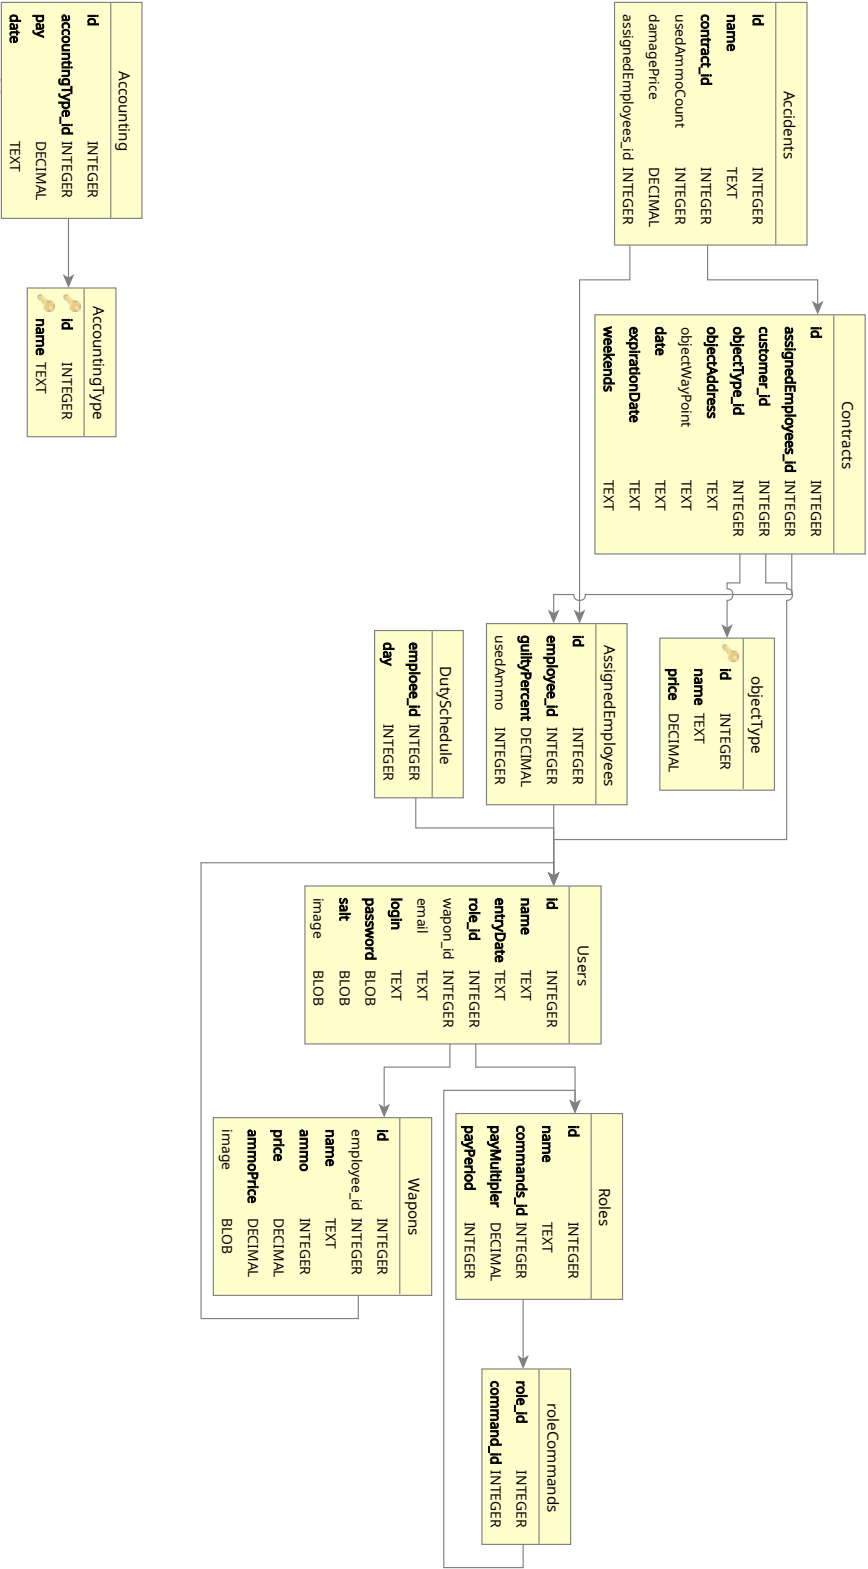 Accidents
id INTEGER
name TEXT
contract_id INTEGER
usedAmmoCount INTEGER
damagePrice DECIMAL
assignedEmployees_id INTEGER
Contracts
id INTEGER
assignedEmployees_id INTEGER
customer_id INTEGER
objectType_id INTEGER
objectAddress TEXT
objectWayPoint TEXT
date TEXT
expirationDate TEXT
weekends TEXT
objectType
id INTEGER
name TEXT
price DECIMAL
AssignedEmployees
id INTEGER
employee_id INTEGER
guiltyPercent DECIMAL
usedAmmo INTEGER
DutySchedule
emploee_id INTEGER
day INTEGER
Users
id INTEGER
name TEXT
entryDate TEXT
role_id INTEGER
wapon_id INTEGER
email TEXT
login TEXT
password BLOB
salt BLOB
image BLOB
Roles
id INTEGER
name TEXT
commands_id INTEGER
payMultipler DECIMAL
payPeriod INTEGER
roleCommands
role_id INTEGER
command_id INTEGER
Wapons
id INTEGER
employee_id INTEGER
name TEXT
ammo INTEGER
price DECIMAL
ammoPrice DECIMAL
image BLOB
Accounting
id INTEGER
accountingType_id INTEGER
pay DECIMAL
date TEXT
AccountingType
id INTEGER
name TEXT